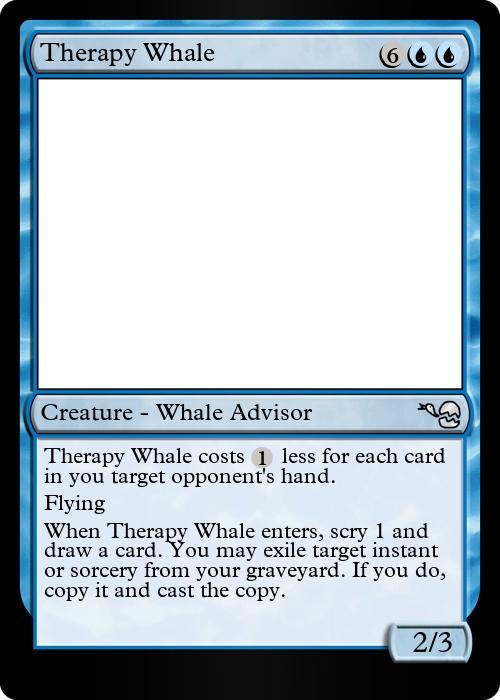 Therapy Whale 6
Creature - Whale Advisor
Therapy Whale costs 1 less for each card
in you target opponent's hand.
Flying
When Therapy Whale enters, scry 1 and
draw a card. You may exile target instant
or sorcery from your graveyard. If you do,
copy it and cast the copy.
2/3